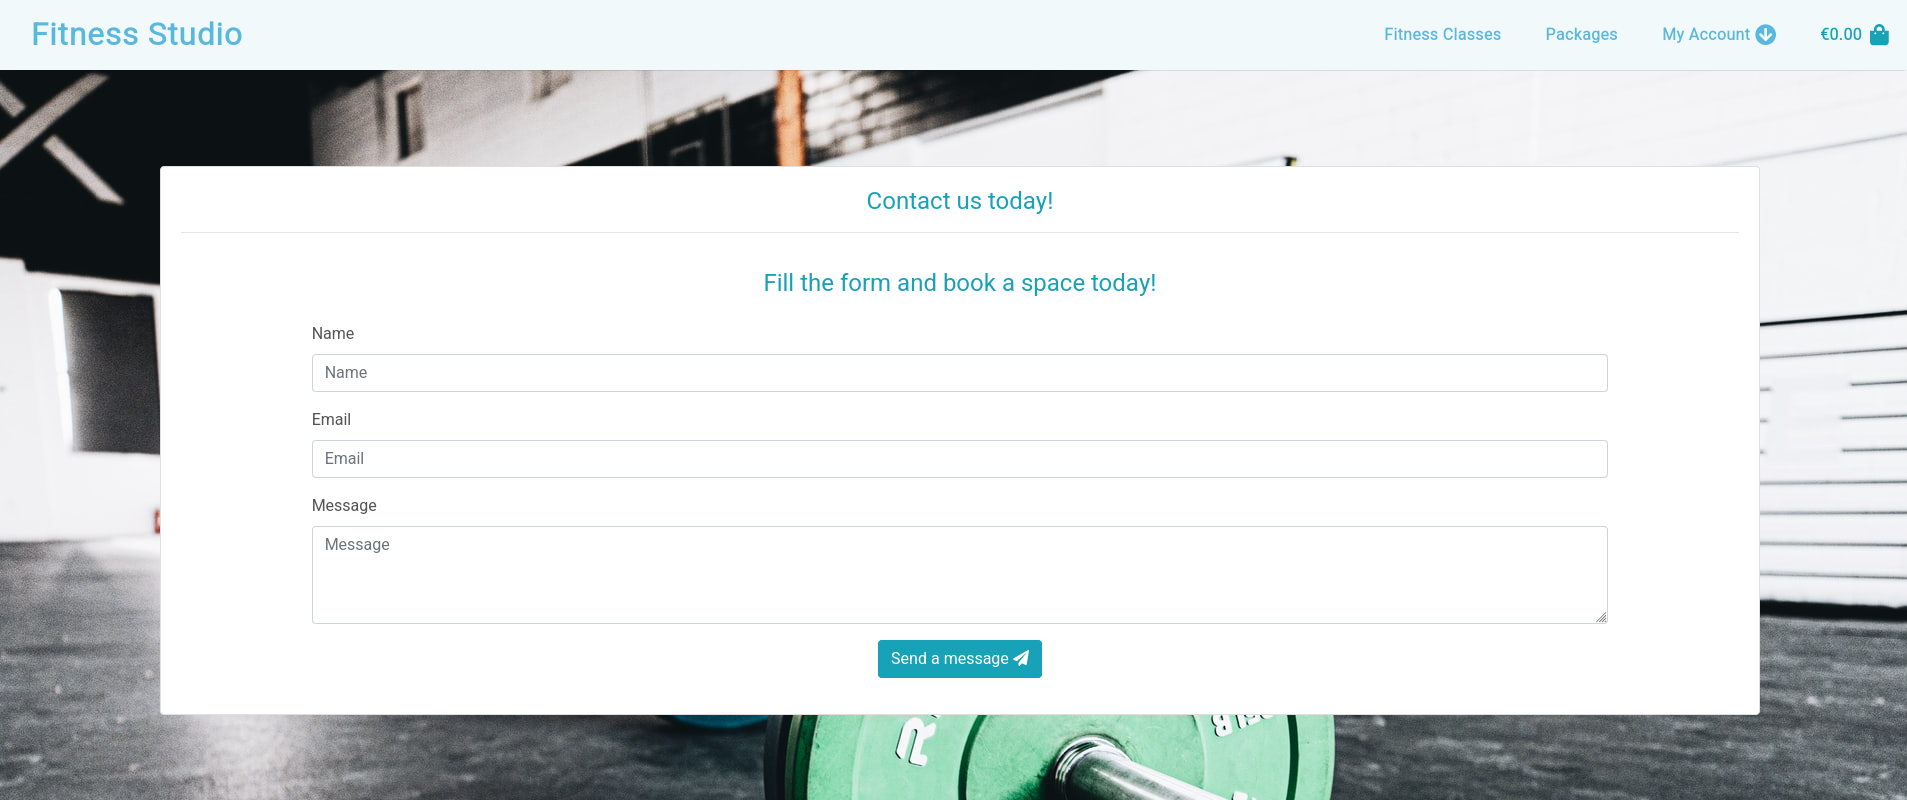 Fitness Studio
Fitness Classes
Packages
My Account
€0.00
Contact us today!
Fill the form and book a space today!
Name
Name
Email
Email
Message
Message
Send a message